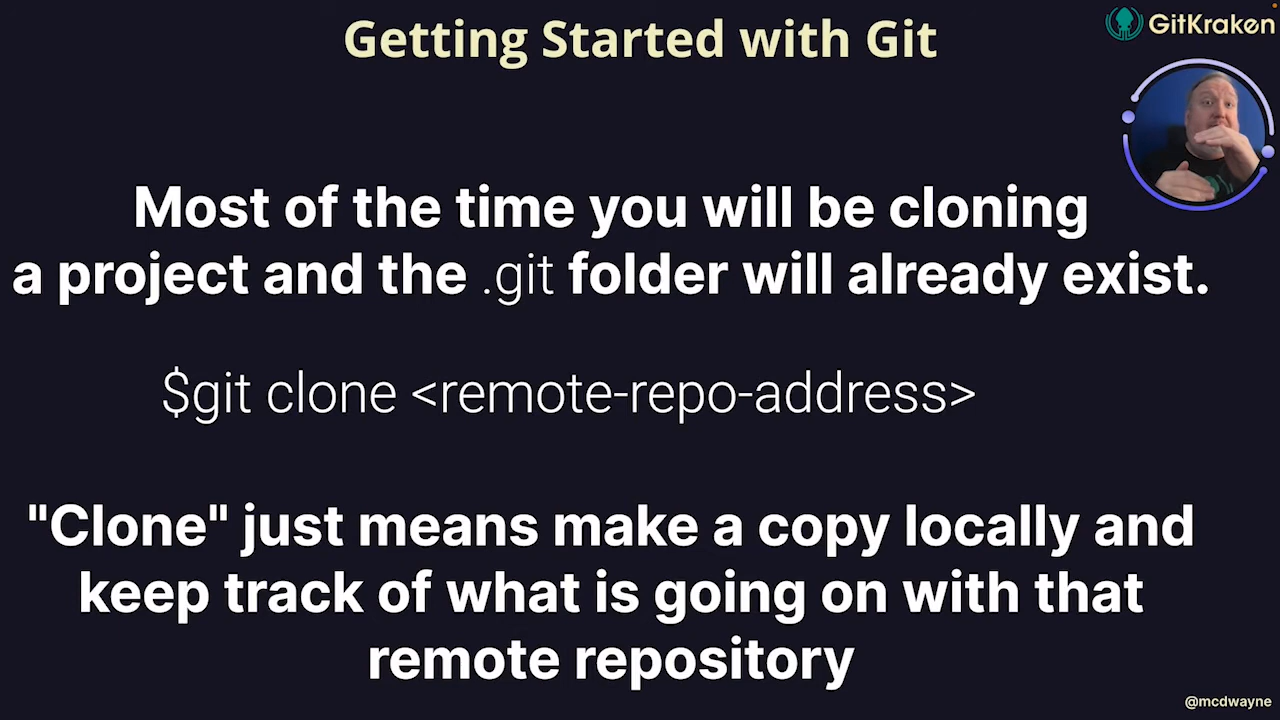 Getting Started with Git
GitKraken
Most of the time you will be cloning
a project and the .git folder will already exist.
$git clone <remote-repo-address>
"Clone" just means make a copy locally and
keep track of what is going on with that
remote repository
@mcdwayne